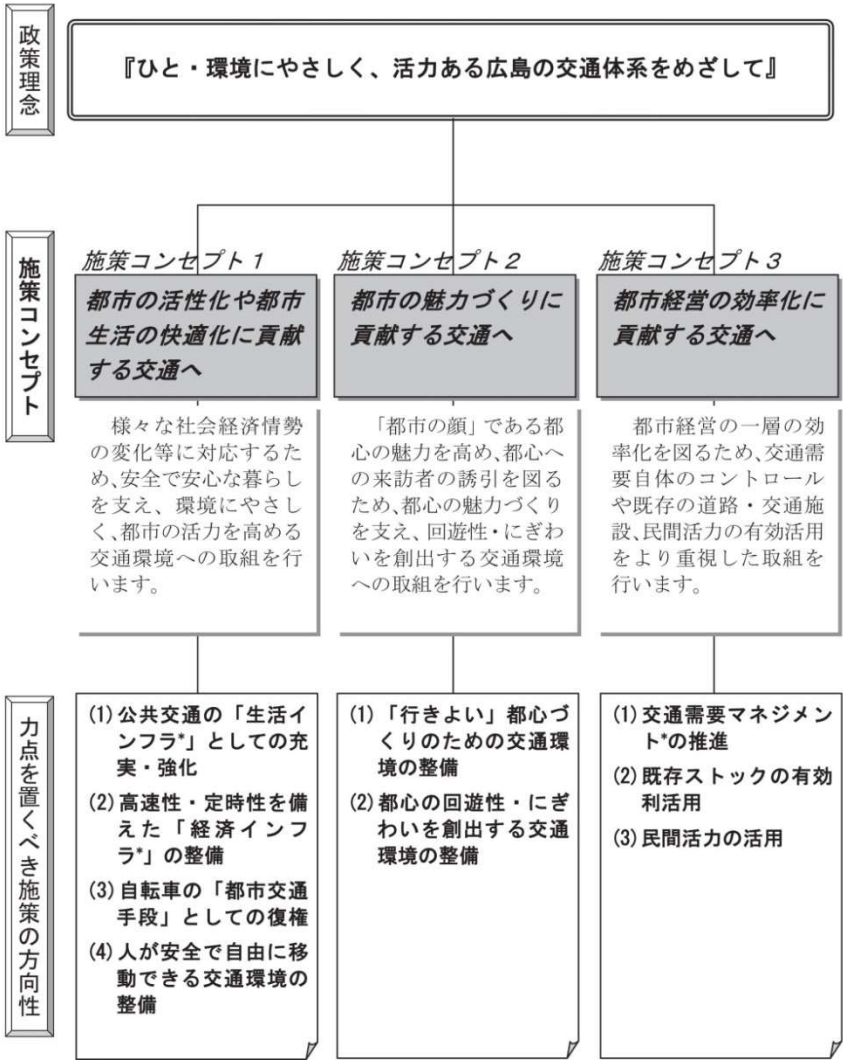 政策理念
『ひと・環境にやさしく、活力ある広島の交通体系をめざして』
施策コンセプト
施策コンセプト1
都市の活性化や都市
生活の快適化に貢献
する交通へ
様々な社会経済情勢
の変化等に対応するた
め、安全で安心な暮らし
を支え、環境にやさし
く、都市の活力を高める
交通環境への取組を行
います。
施策コンセプト2
都市の魅力づくりに
貢献する交通へ
「都市の顔」である都
心の魅力を高め、都心へ
の来訪者の誘引を図る
ため、都心の魅力づくり
を支え、回遊性・にぎわ
いを創出する交通環境
への取組を行います。
施策コンセプト3
都市経営の効率化に
貢献する交通へ
都市経営の一層の効
率化を図るため、交通需
要自体のコントロール
や既存の道路・交通施
設、民間活力の有効活用
をより重視した取組を
行います。
力点を置くべき施策の方向性
(1) 公共交通の「生活イ
ンフラ*」としての充
実・強化
(2) 高速性・定時性を備
えた「経済インフ
ラ*」の整備
(3) 自転車の「都市交通
手段」としての復権
(4) 人が安全で自由に移
動できる交通環境の
整備
(1) 「行きよい」都心づ
くりのための交通環
境の整備
(2) 都心の回遊性・にぎ
わいを創出する交通
環境の整備
(1) 交通需要マネジメン
ト*の推進
(2) 既存ストックの有効
利活用
(3) 民間活力の活用